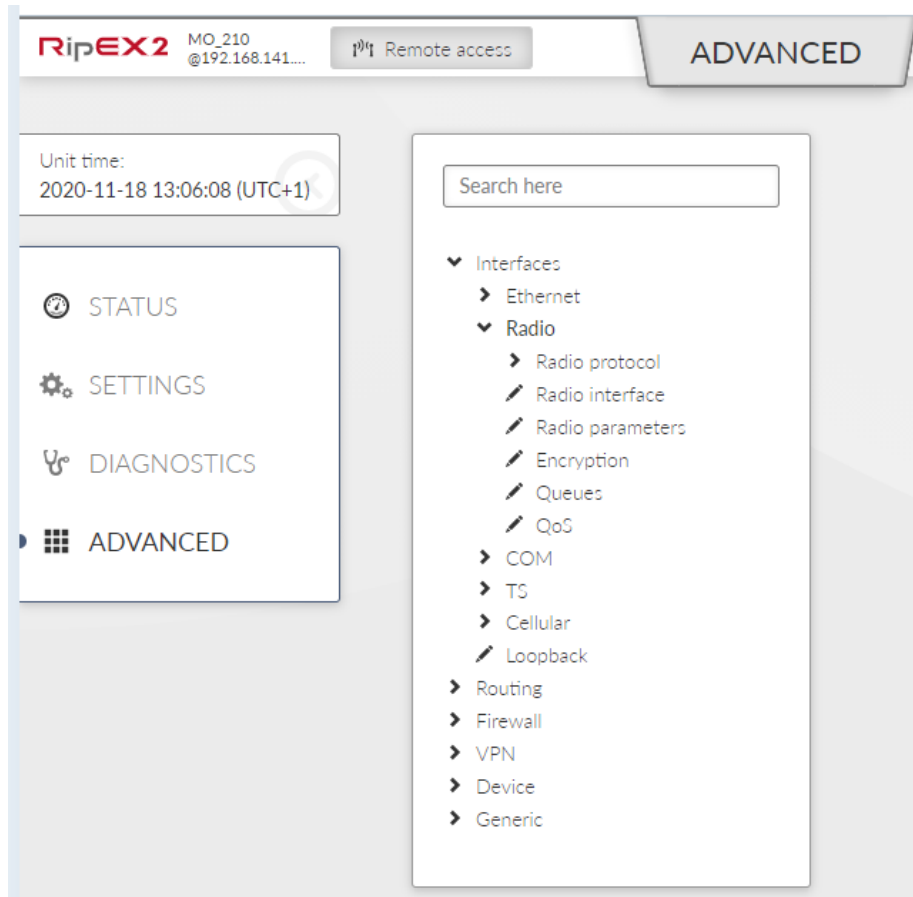 RipEX2
MO_210
@192.168.141....
Remote access
ADVANCED
Unit time:
2020-11-18 13:06:08 (UTC+1)
STATUS
SETTINGS
DIAGNOSTICS
ADVANCED
Search here
Interfaces
Ethernet
Radio
Radio protocol
Radio interface
Radio parameters
Encryption
Queues
QoS
COM
TS
Cellular
Loopback
Routing
Firewall
VPN
Device
Generic